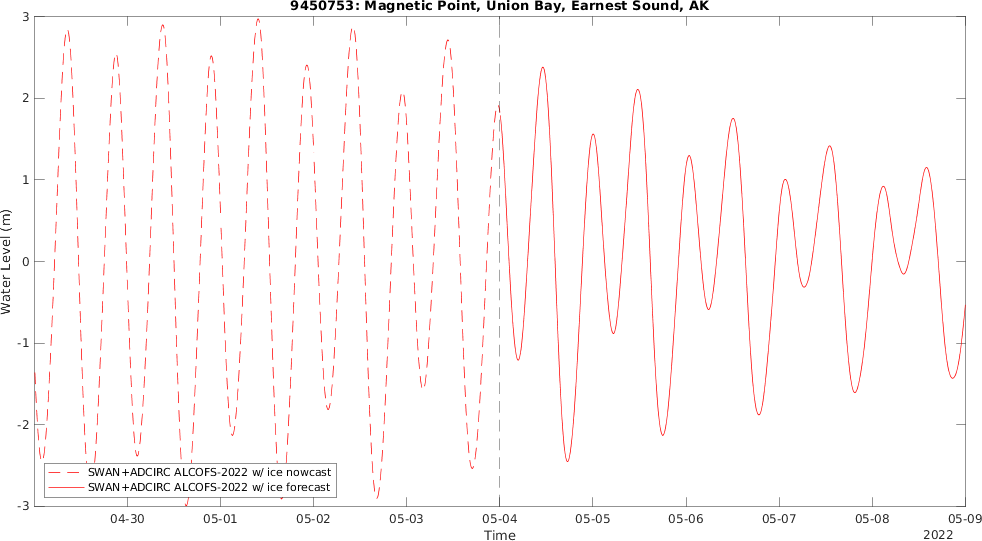 9450753: Magnetic Point, Union Bay, Earnest Sound, AK
3
2
1
0
-1
-2
-3
Water Level (m)
SWAN+ADCIRC ALCOFS-2022 w/ ice nowcast
SWAN+ADCIRC ALCOFS-2022 w/ ice forecast
04-30 05-01 05-02 05-03 05-04 05-05 05-06 05-07 05-08 05-09
Time
2022